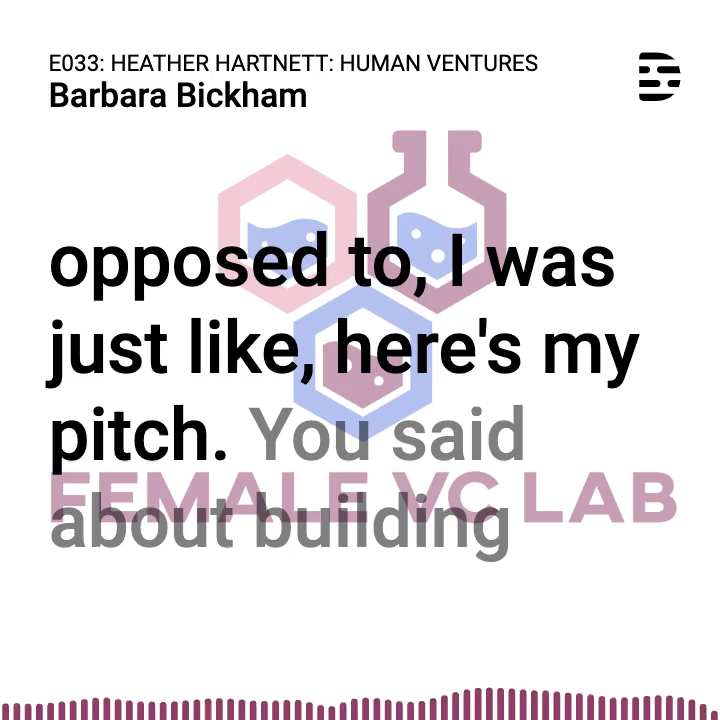 E033: HEATHER HARTNETT: HUMAN VENTURES
Barbara Bickham
opposed to, I was
just like, here's my
pitch. You said
FEMALE VC LAB
about building